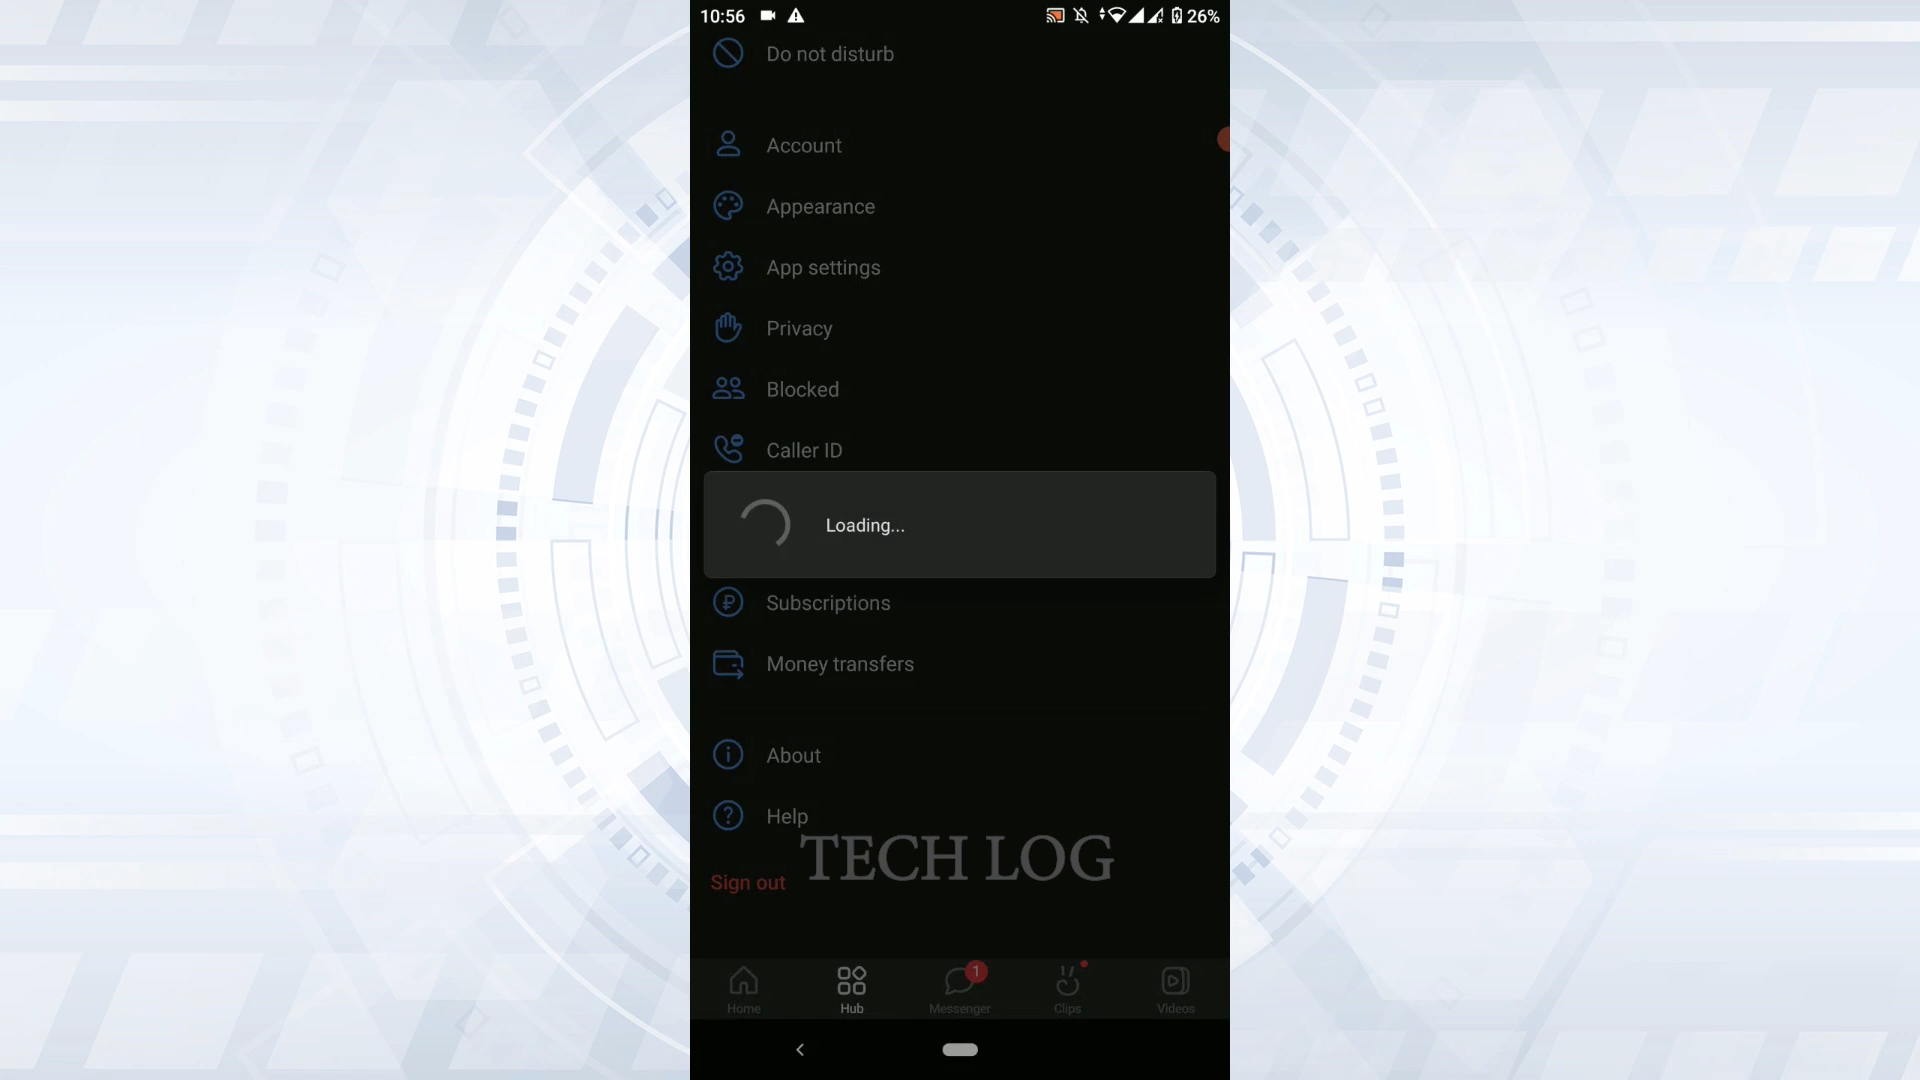 10:56
26%
Do not disturb
Account
Appearance
App settings
Privacy
Blocked
Caller ID
Loading...
Subscriptions
Money transfers
About
Help
TECH LOG
Sign out
1
Home
Hub
Messenger
Clips
Videos